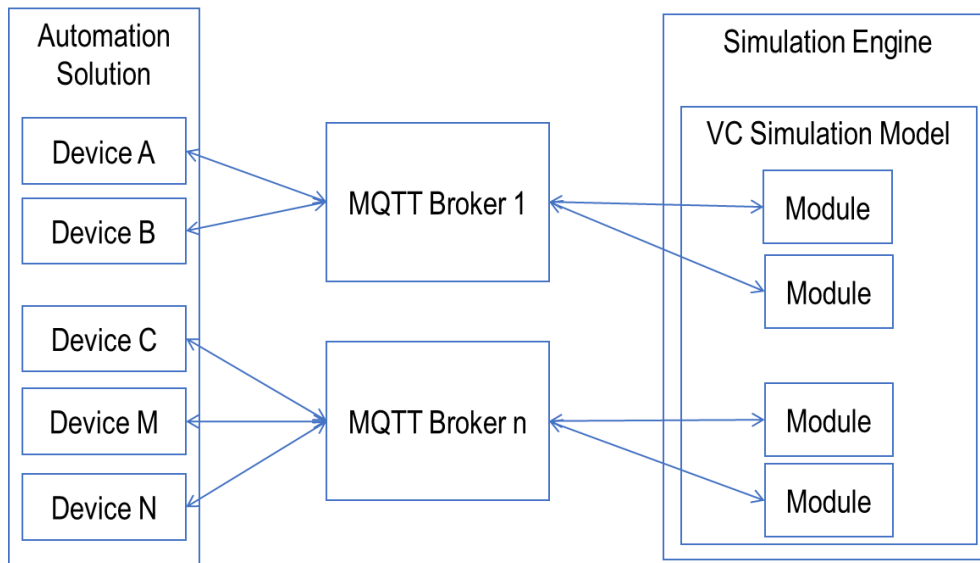 Automation
Solution
Device A
Device B
Device C
Device M
Device N
MQTT Broker 1
MQTT Broker n
Simulation Engine
VC Simulation Model
Module
Module
Module
Module